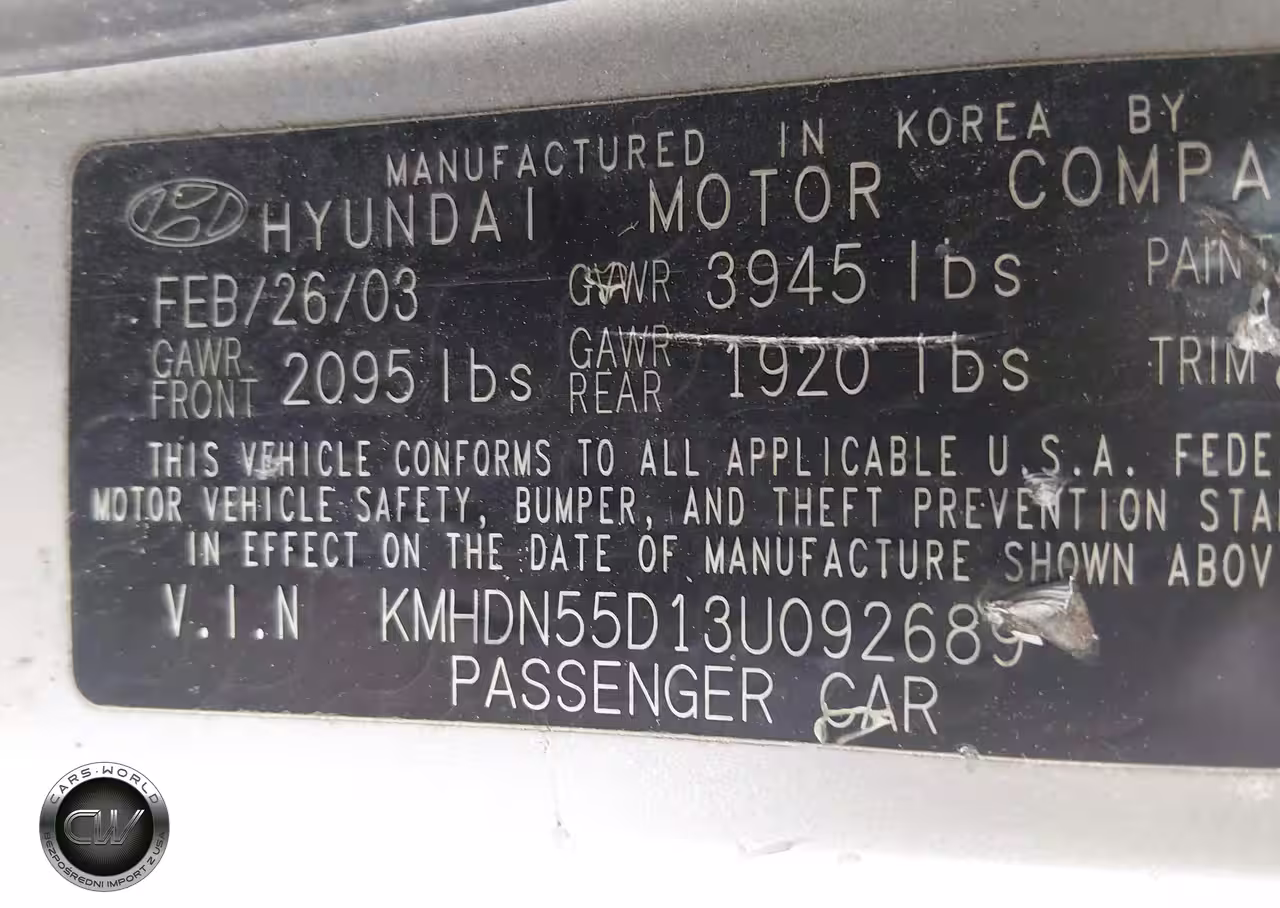 MANUFACTURED IN KOREA BY
HYUNDAI MOTOR COMPA
FEB/26/03 GVWR 3945 lbs PAINT
GAWR FRONT 2095 lbs GAWR REAR 1920 lbs TRIM
THIS VEHICLE CONFORMS TO ALL APPLICABLE U.S.A. FEDE
MOTOR VEHICLE SAFETY, BUMPER, AND THEFT PREVENTION STA
IN EFFECT ON THE DATE OF MANUFACTURE SHOWN ABOV
V.I.N KMHDN55D13U092689
PASSENGER CAR
CARS·WORLD
CW
BEZPOŚREDNI IMPORT Z USA